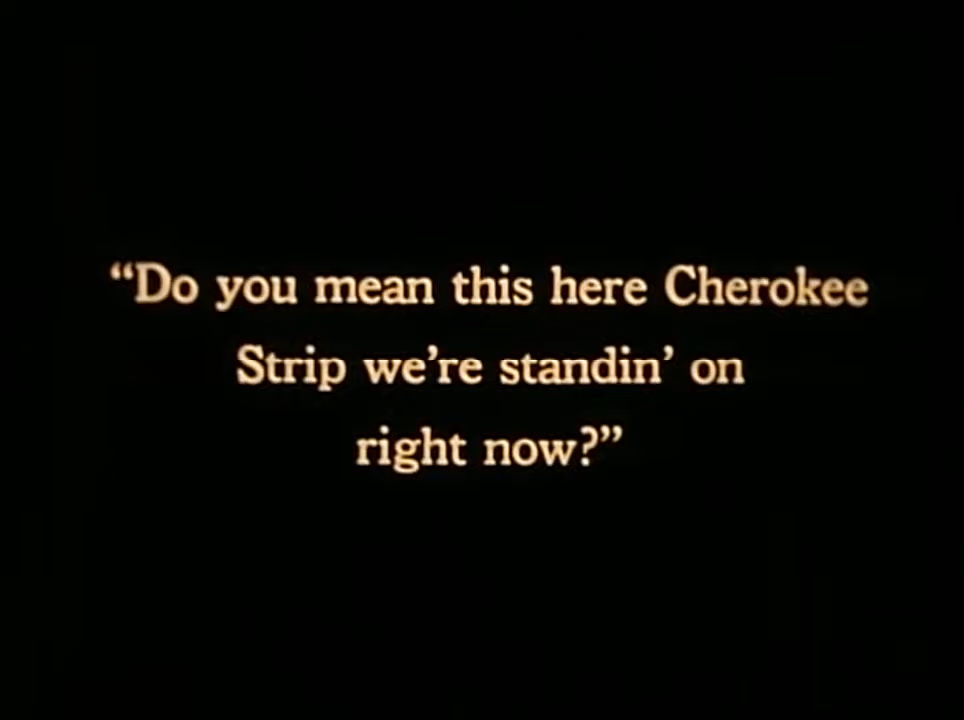 “Do you mean this here Cherokee
Strip we’re standin’ on
right now?”